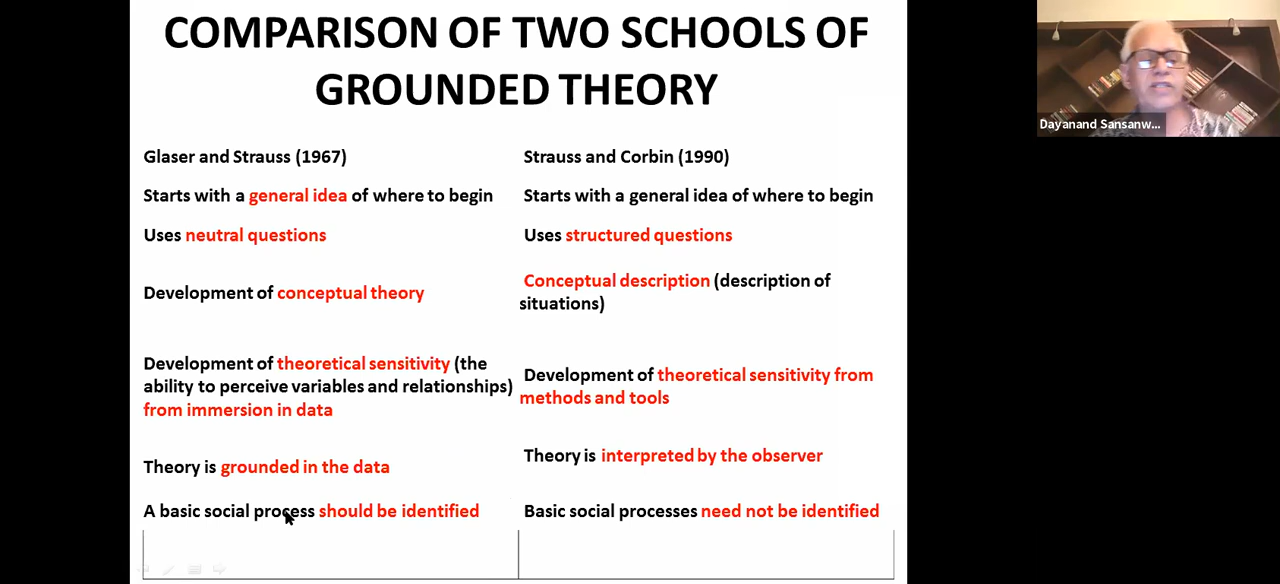 COMPARISON OF TWO SCHOOLS OF
GROUNDED THEORY
Glaser and Strauss (1967)
Strauss and Corbin (1990)
Starts with a general idea of where to begin
Starts with a general idea of where to begin
Uses neutral questions
Uses structured questions
Development of conceptual theory
Conceptual description (description of
situations)
Development of theoretical sensitivity (the
ability to perceive variables and relationships)
from immersion in data
Development of theoretical sensitivity from
methods and tools
Theory is grounded in the data
Theory is interpreted by the observer
A basic social process should be identified
Basic social processes need not be identified
Dayanand Sansanw...